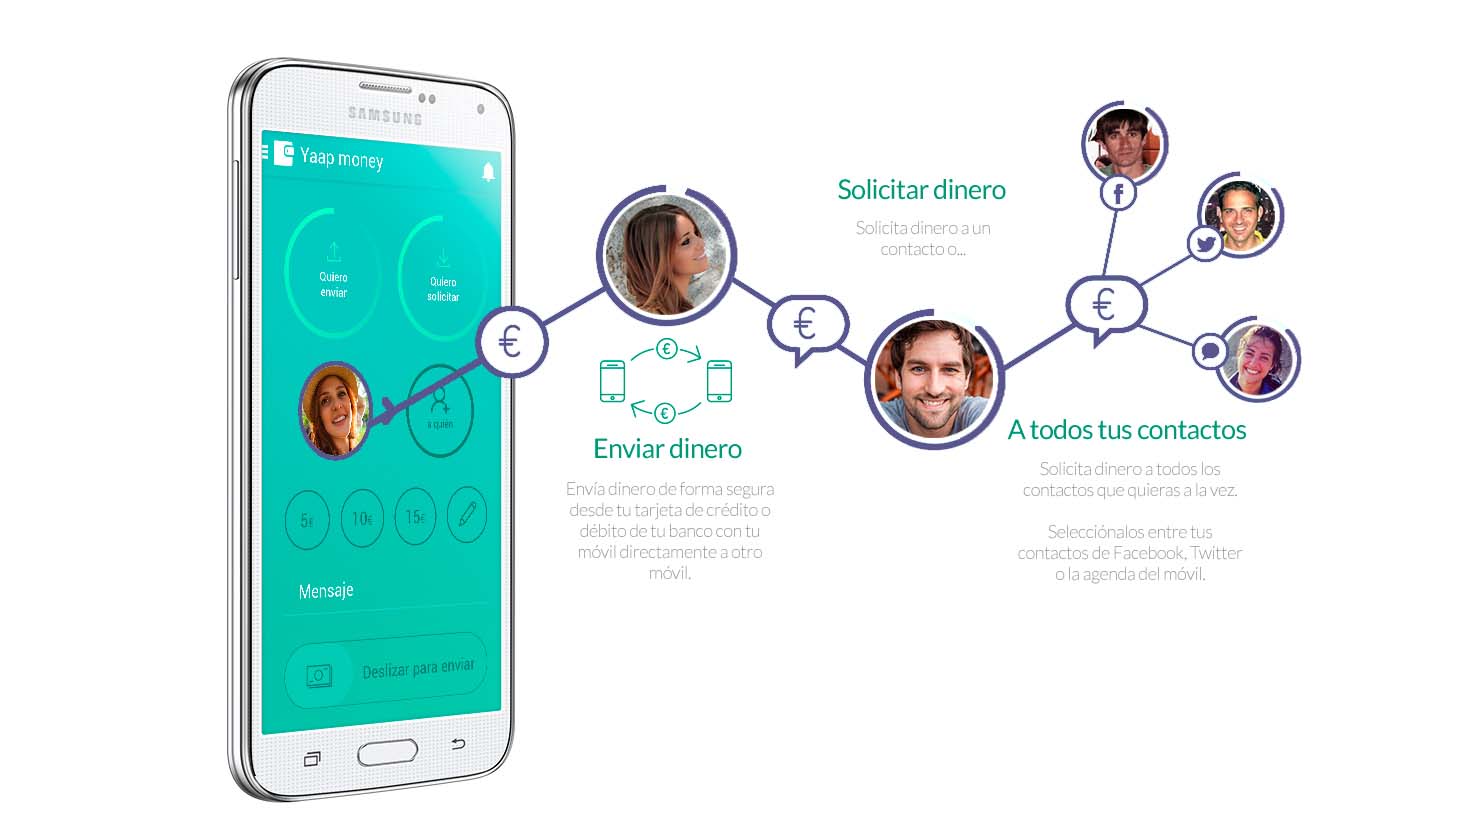 SAMSUNG
Yaap money
Quiero
enviar
Quiero
solicitar
€
a quién
5€
10€
15€
Mensaje
Deslizar para enviar
€
€
Enviar dinero
Envía dinero de forma segura
desde tu tarjeta de crédito o
débito de tu banco con tu
móvil directamente a otro
móvil.
€
Solicitar dinero
Solicita dinero a un
contacto o...
€
f
A todos tus contactos
Solicita dinero a todos los
contactos que quieras a la vez.
Selecciónalos entre tus
contactos de Facebook, Twitter
o la agenda del móvil.